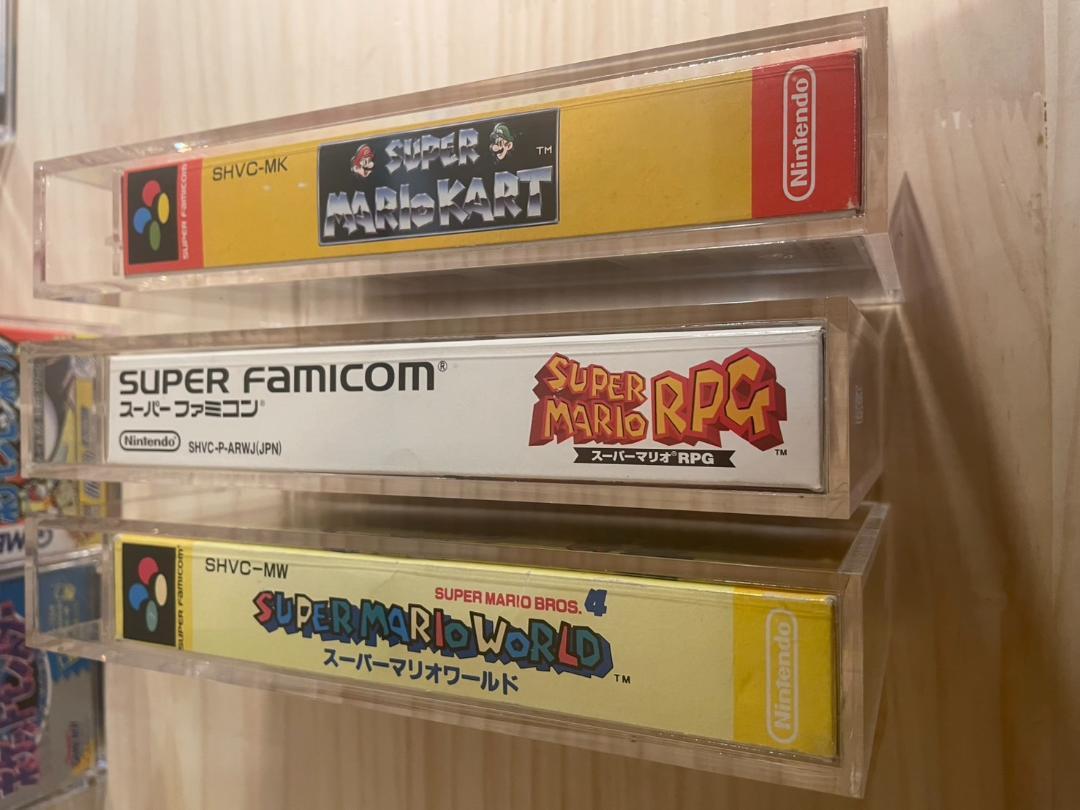 SUPER FAMICOM
SHVC-MK
SUPER
MARIO KART
TM
Nintendo
SUPER FAMICOM®
スーパーファミコン®
Nintendo®
SHVC-P-ARWJ(JPN)
SUPER
MARIO RPG
TM
スーパーマリオ®RPG
SUPER FAMICOM
SHVC-MW
SUPER MARIO BROS. 4
SUPER MARIO WORLD
TM
スーパーマリオワールド
Nintendo